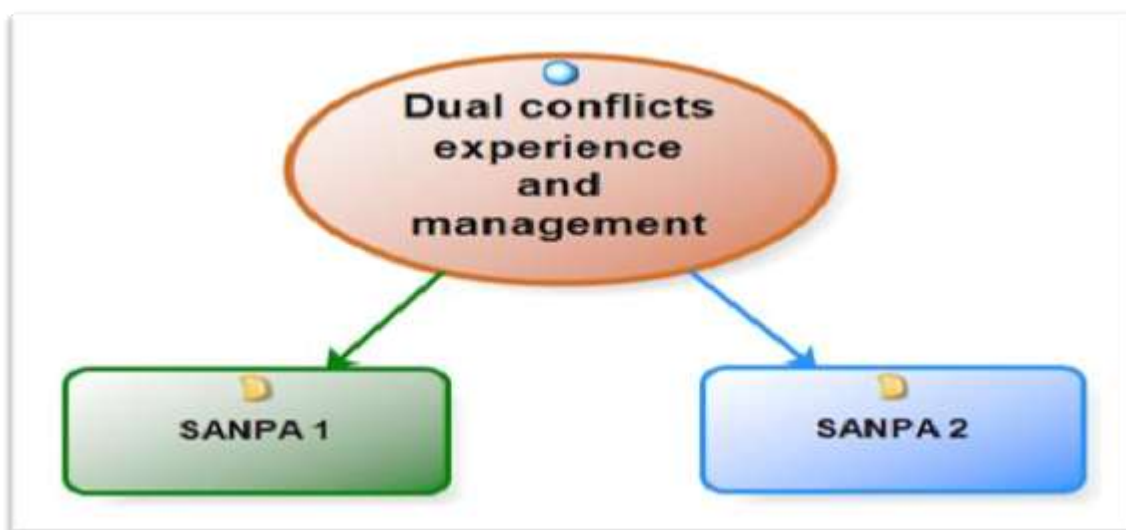 Dual conflicts
experience
and
management
SANPA 1
SANPA 2